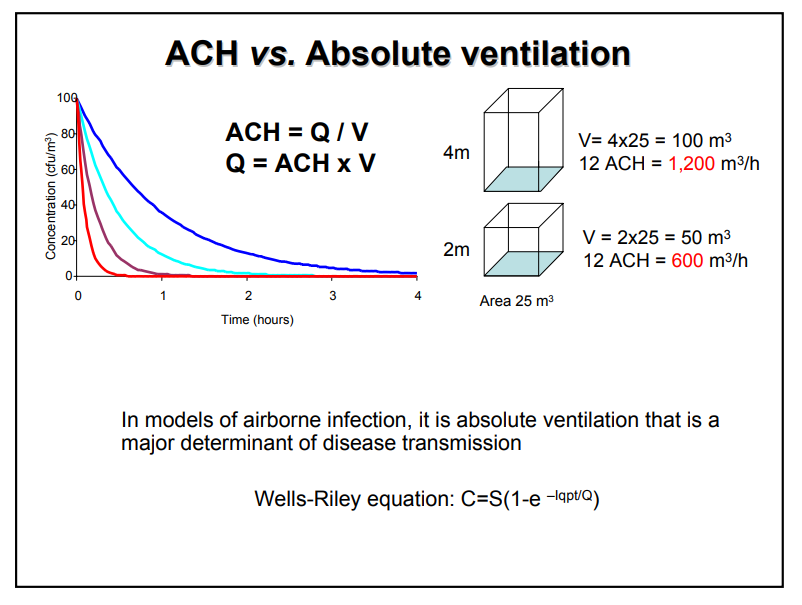 ACH vs. Absolute ventilation
100
80
60
40
20
0
Concentration (cfu/m³)
0 1 2 3 4
Time (hours)
ACH = Q / V
Q = ACH x V
4m
V= 4x25 = 100 m³
12 ACH = 1,200 m³/h
2m
V = 2x25 = 50 m³
12 ACH = 600 m³/h
Area 25 m³
In models of airborne infection, it is absolute ventilation that is a
major determinant of disease transmission
Wells-Riley equation: C=S(1-e –Iqpt/Q)